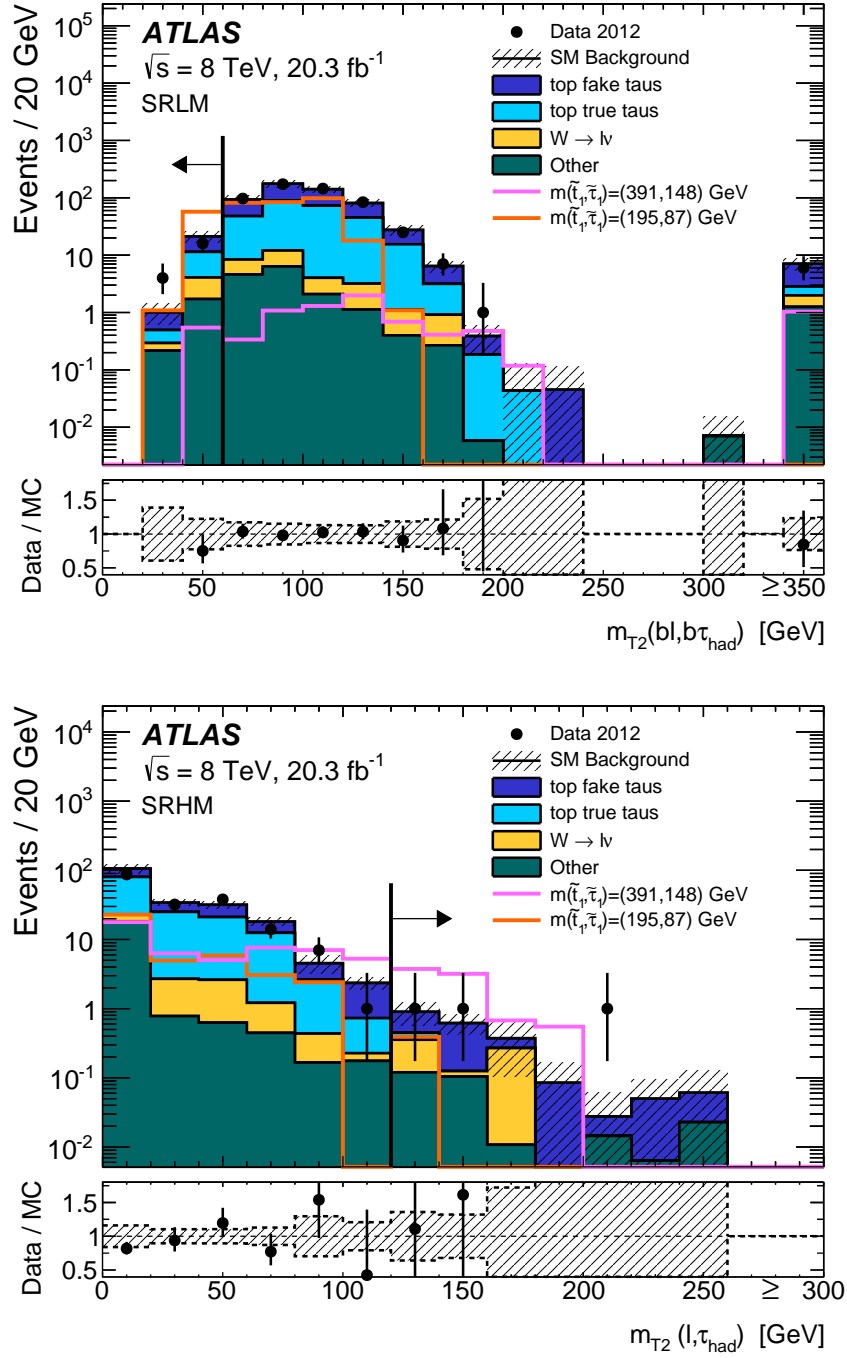 Events / 20 GeV
10⁵
10⁴
10³
10²
10
1
10⁻¹
10⁻²
ATLAS
√s = 8 TeV, 20.3 fb⁻¹
SRLM
Data 2012
SM Background
top fake taus
top true taus
W → lν
Other
m(t̃₁,τ̃₁)=(391,148) GeV
m(t̃₁,τ̃₁)=(195,87) GeV
Data / MC
1.5
1
0.5
0 50 100 150 200 250 300 ≥350
m_T2(bl,bτ_had) [GeV]
Events / 20 GeV
10⁴
10³
10²
10
1
10⁻¹
10⁻²
ATLAS
√s = 8 TeV, 20.3 fb⁻¹
SRHM
Data 2012
SM Background
top fake taus
top true taus
W → lν
Other
m(t̃₁,τ̃₁)=(391,148) GeV
m(t̃₁,τ̃₁)=(195,87) GeV
Data / MC
1.5
1
0.5
0 50 100 150 200 250 ≥ 300
m_T2 (l,τ_had) [GeV]